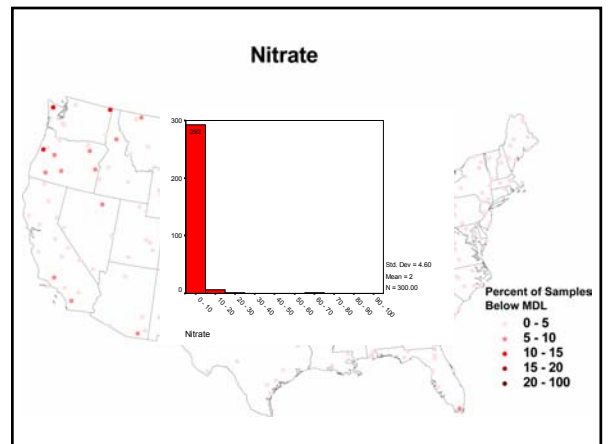 Nitrate
300
200
100
0
292
0 - 10
10 - 20
20 - 30
30 - 40
40 - 50
50 - 60
60 - 70
70 - 80
80 - 90
90 - 100
Nitrate
Std. Dev = 4.60
Mean = 2
N = 300.00
Percent of Samples
Below MDL
0 - 5
5 - 10
10 - 15
15 - 20
20 - 100